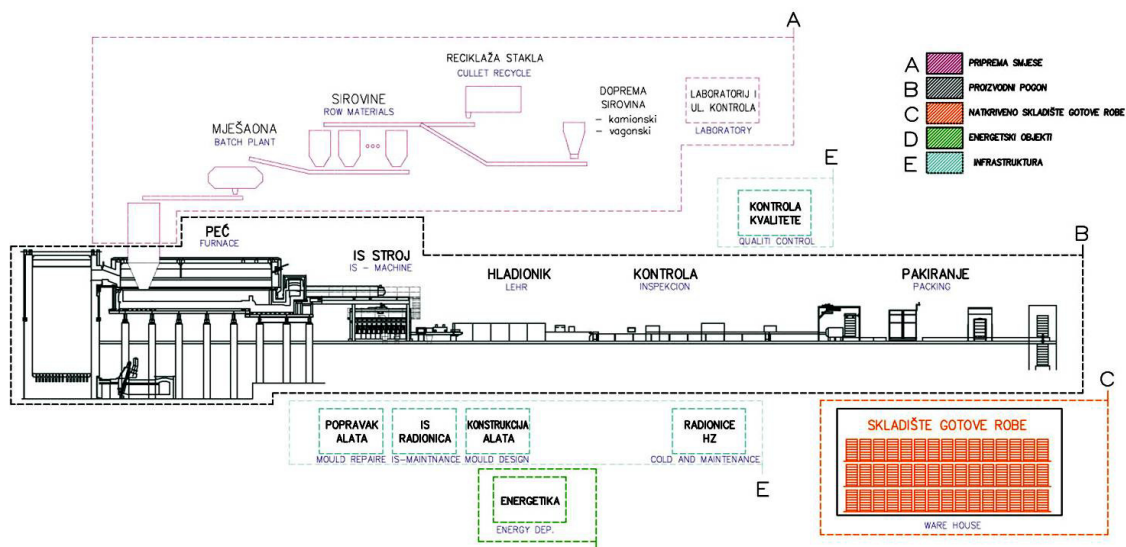 A
RECIKLAŽA STAKLA
CULLET RECYCLE
SIROVINE
ROW MATERIALS
DOPREMA
SIROVINA
– kamionski
– vagonski
LABORATORIJ I
UL. KONTROLA
LABORATORY
MJEŠAONA
BATCH PLANT
A PRIPREMA SMJESE
B PROIZVODNI POGON
C NATKRIVENO SKLADIŠTE GOTOVE ROBE
D ENERGETSKI OBJEKTI
E INFRASTRUKTURA
E
KONTROLA
KVALITETE
QUALITI CONTROL
B
PEĆ
FURNACE
IS STROJ
IS – MACHINE
HLADIONIK
LEHR
KONTROLA
INSPEKCION
PAKIRANJE
PACKING
C
POPRAVAK
ALATA
MOULD REPAIRE
IS
RADIONICA
IS-MAINTNANCE
KONSTRUKCIJA
ALATA
MOULD DESIGN
RADIONICE
HZ
COLD AND MAINTENANCE
E
ENERGETIKA
ENERGY DEP.
SKLADIŠTE GOTOVE ROBE
WARE HOUSE